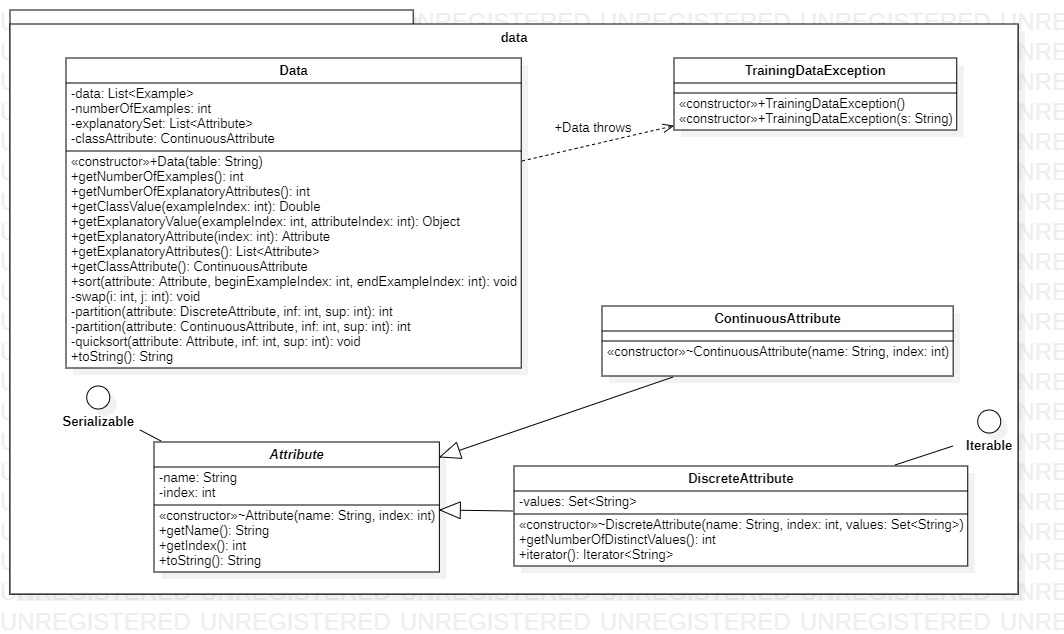 data
Data
-data: List<Example>
-numberOfExamples: int
-explanatorySet: List<Attribute>
-classAttribute: ContinuousAttribute
«constructor»+Data(table: String)
+getNumberOfExamples(): int
+getNumberOfExplanatoryAttributes(): int
+getClassValue(exampleIndex: int): Double
+getExplanatoryValue(exampleIndex: int, attributeIndex: int): Object
+getExplanatoryAttribute(index: int): Attribute
+getExplanatoryAttributes(): List<Attribute>
+getClassAttribute(): ContinuousAttribute
+sort(attribute: Attribute, beginExampleIndex: int, endExampleIndex: int): void
-swap(i: int, j: int): void
-partition(attribute: DiscreteAttribute, inf: int, sup: int): int
-partition(attribute: ContinuousAttribute, inf: int, sup: int): int
-quicksort(attribute: Attribute, inf: int, sup: int): void
+toString(): String
+Data throws
TrainingDataException
«constructor»+TrainingDataException()
«constructor»+TrainingDataException(s: String)
ContinuousAttribute
«constructor»~ContinuousAttribute(name: String, index: int)
Serializable
Attribute
-name: String
-index: int
«constructor»~Attribute(name: String, index: int)
+getName(): String
+getIndex(): int
+toString(): String
Iterable
DiscreteAttribute
-values: Set<String>
«constructor»~DiscreteAttribute(name: String, index: int, values: Set<String>)
+getNumberOfDistinctValues(): int
+iterator(): Iterator<String>
UNREGISTERED UNREGISTERED UNREGISTERED UNREGISTERED UNREGISTERED